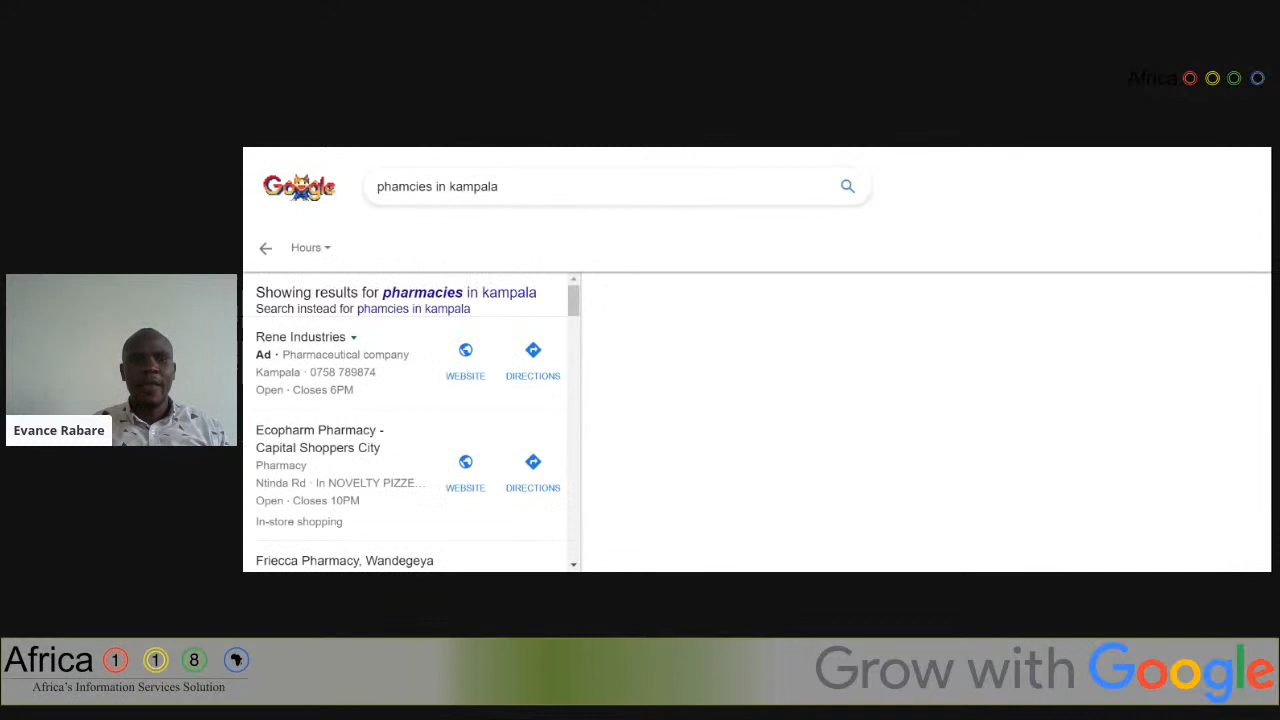 Africa
Google
phamcies in kampala
Hours
Showing results for pharmacies in kampala
Search instead for phamcies in kampala
Rene Industries
Ad · Pharmaceutical company
Kampala · 0758 789874
Open · Closes 6PM
WEBSITE
DIRECTIONS
Ecopharm Pharmacy -
Capital Shoppers City
Pharmacy
Ntinda Rd · In NOVELTY PIZZE...
Open · Closes 10PM
In-store shopping
WEBSITE
DIRECTIONS
Friecca Pharmacy, Wandegeya
Evance Rabare
Africa 1 1 8
Africa's Information Services Solution
Grow with Google